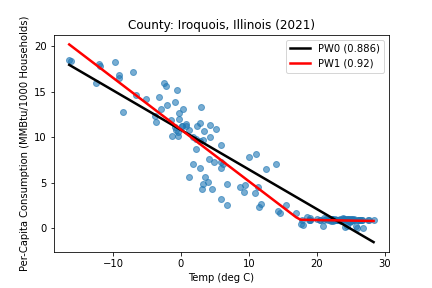 County: Iroquois, Illinois (2021)
Per-Capita Consumption (MMBtu/1000 Households)
20
15
10
5
0
PW0 (0.886)
PW1 (0.92)
−10
0
10
20
30
Temp (deg C)